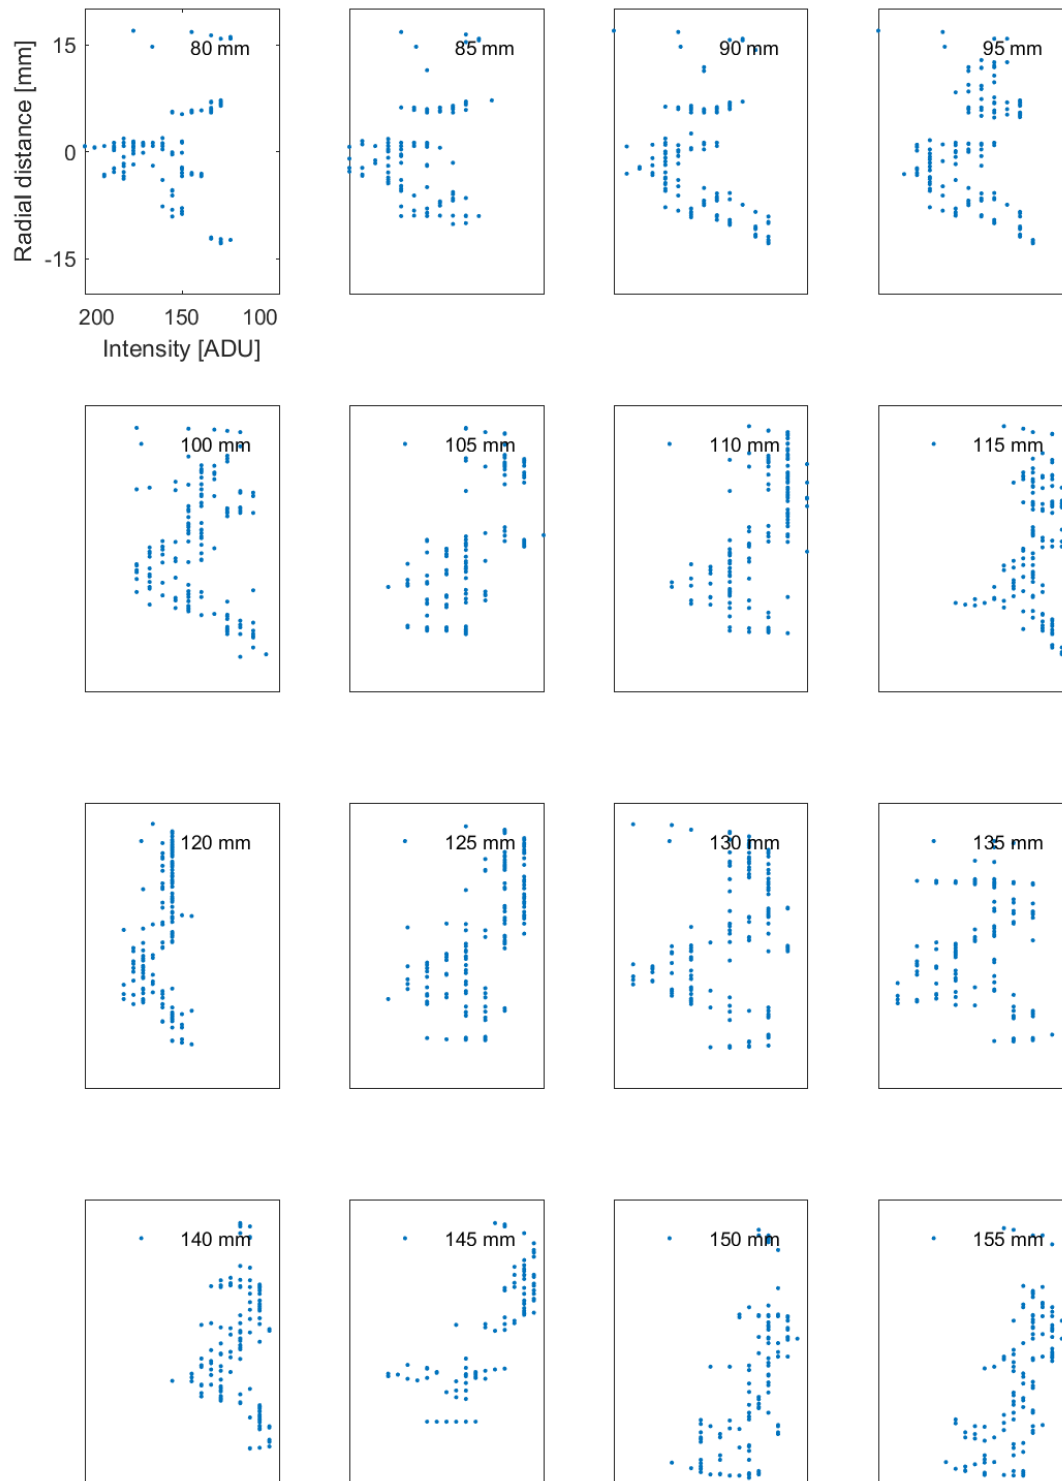 15
0
-15
Radial distance [mm]
200 150 100
Intensity [ADU]
80 mm
85 mm
90 mm
95 mm
100 mm
105 mm
110 mm
115 mm
120 mm
125 mm
130 mm
135 mm
140 mm
145 mm
150 mm
155 mm